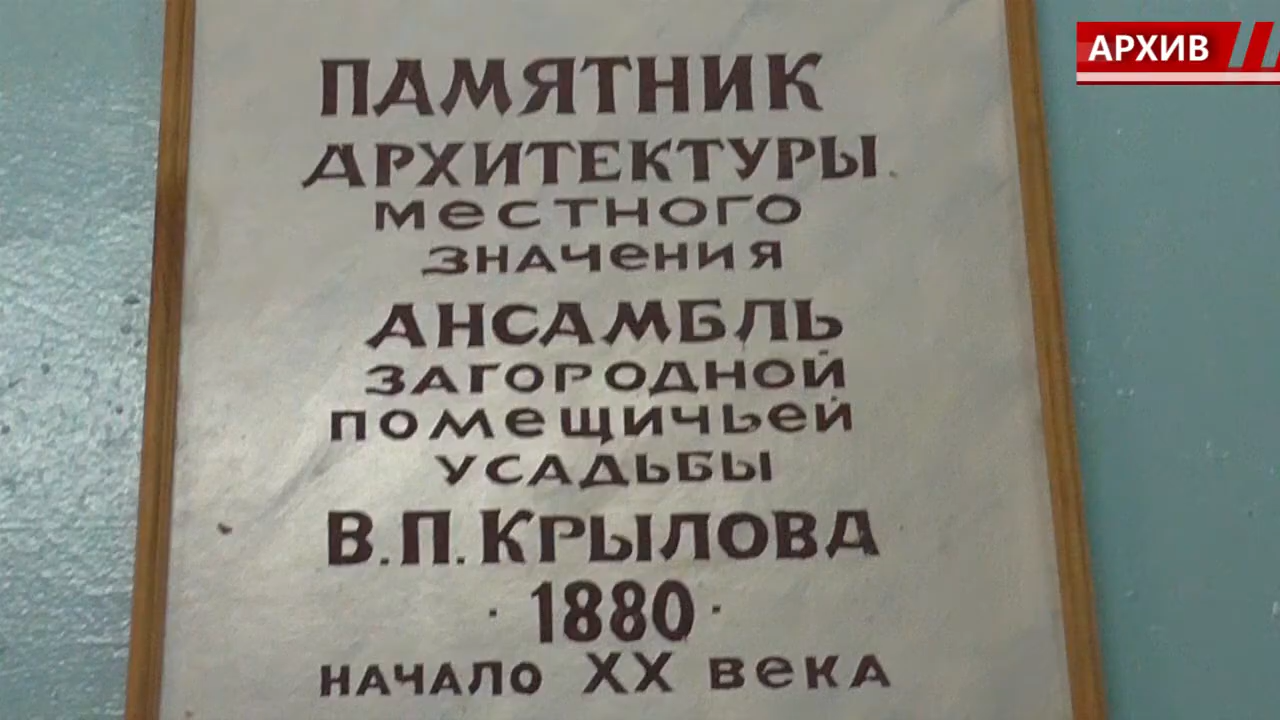 АРХИВ
ПАМЯТНИК
АРХИТЕКТУРЫ
местного
значения
АНСАМБЛЬ
загородной
помещичьей
усадьбы
В.П.КРЫЛОВА
· 1880 ·
начало XX века